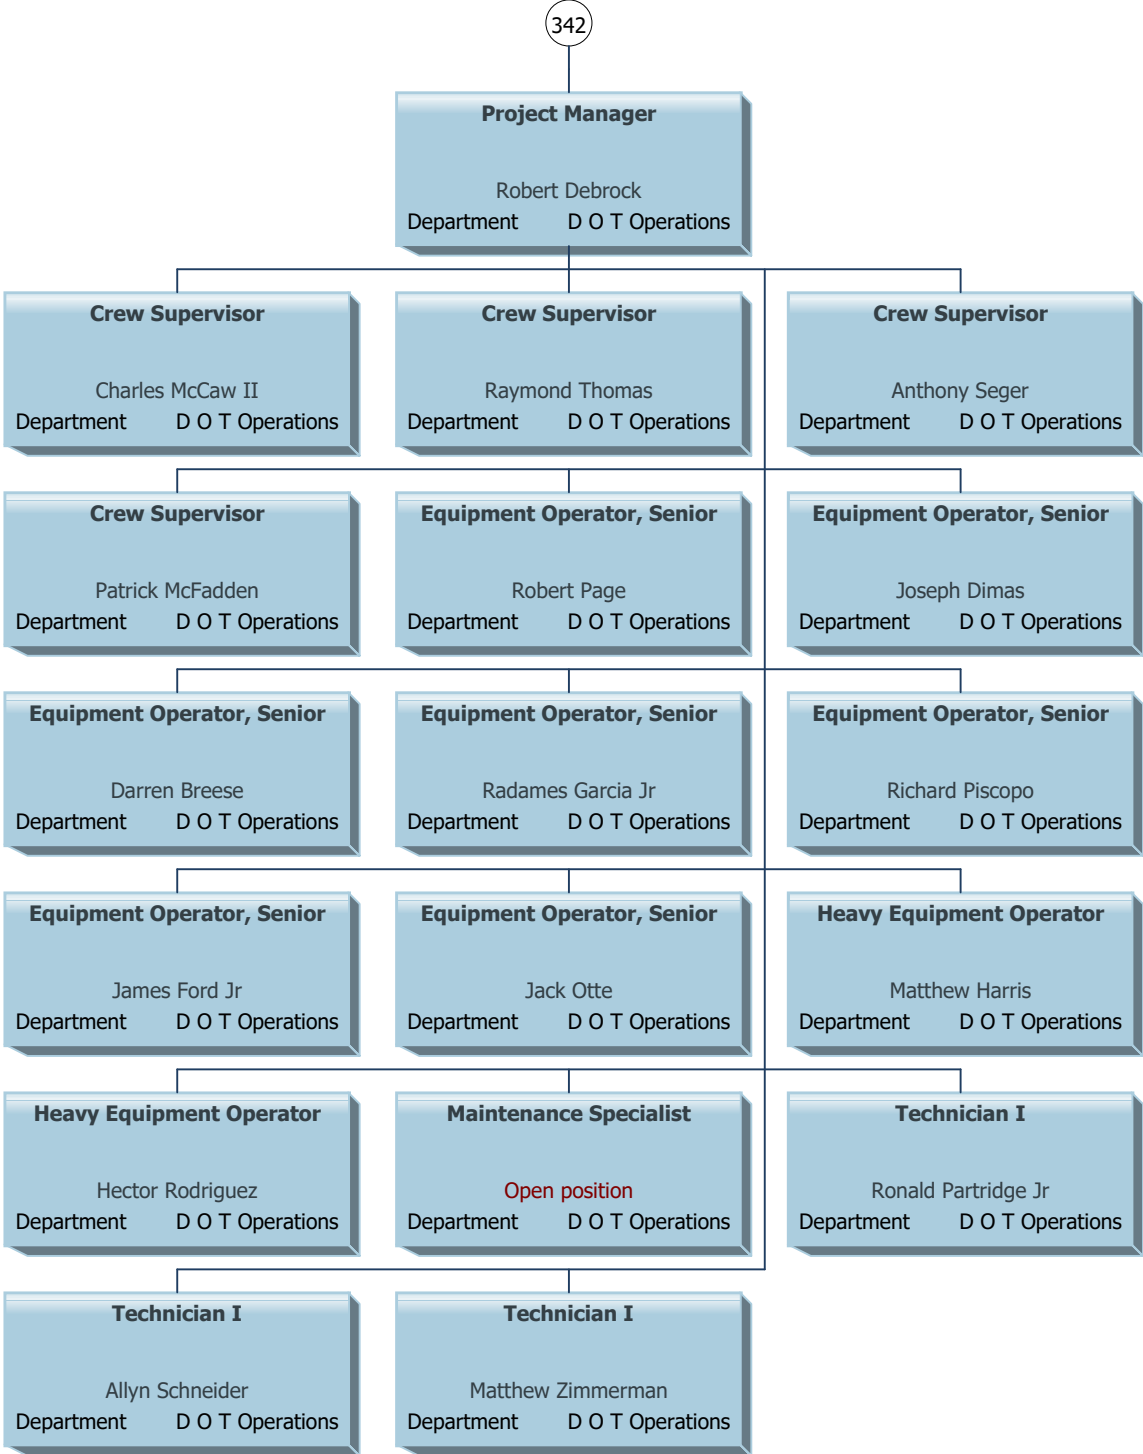 342
Project Manager
Robert Debrock
Department D O T Operations
Crew Supervisor
Charles McCaw II
Department D O T Operations
Crew Supervisor
Raymond Thomas
Department D O T Operations
Crew Supervisor
Anthony Seger
Department D O T Operations
Crew Supervisor
Patrick McFadden
Department D O T Operations
Equipment Operator, Senior
Robert Page
Department D O T Operations
Equipment Operator, Senior
Joseph Dimas
Department D O T Operations
Equipment Operator, Senior
Darren Breese
Department D O T Operations
Equipment Operator, Senior
Radames Garcia Jr
Department D O T Operations
Equipment Operator, Senior
Richard Piscopo
Department D O T Operations
Equipment Operator, Senior
James Ford Jr
Department D O T Operations
Equipment Operator, Senior
Jack Otte
Department D O T Operations
Heavy Equipment Operator
Matthew Harris
Department D O T Operations
Heavy Equipment Operator
Hector Rodriguez
Department D O T Operations
Maintenance Specialist
Open position
Department D O T Operations
Technician I
Ronald Partridge Jr
Department D O T Operations
Technician I
Allyn Schneider
Department D O T Operations
Technician I
Matthew Zimmerman
Department D O T Operations